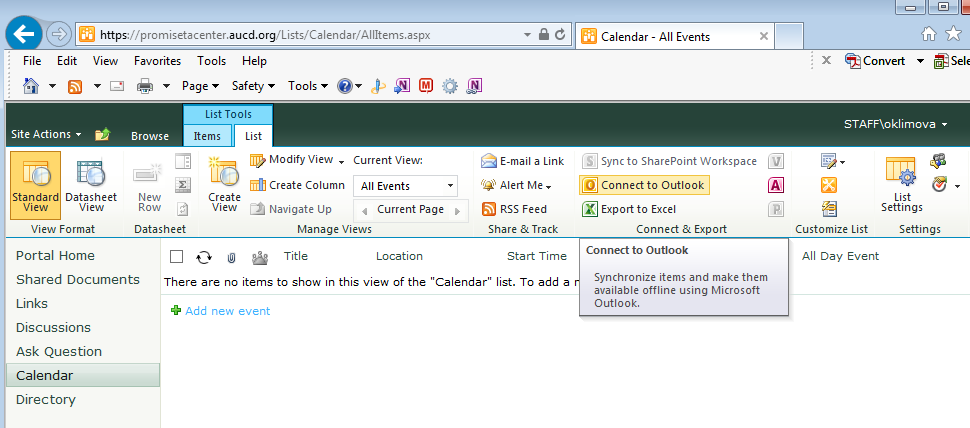 https://promisetacenter.aucd.org/Lists/Calendar/AllItems.aspx
Calendar - All Events
File Edit View Favorites Tools Help
X Convert Sele
Page Safety Tools
List Tools
Site Actions Browse Items List
STAFF\oklimova
Standard View
Datasheet View
View Format
New Row
Datasheet
Create View
Modify View
Create Column
Navigate Up
Current View:
All Events
Current Page
Manage Views
E-mail a Link
Alert Me
RSS Feed
Share & Track
Sync to SharePoint Workspace
Connect to Outlook
Export to Excel
Connect & Export
Customize List
List Settings
Settings
Portal Home
Shared Documents
Links
Discussions
Ask Question
Calendar
Directory
Title Location Start Time All Day Event
There are no items to show in this view of the "Calendar" list. To add a n
Add new event
Connect to Outlook
Synchronize items and make them
available offline using Microsoft
Outlook.